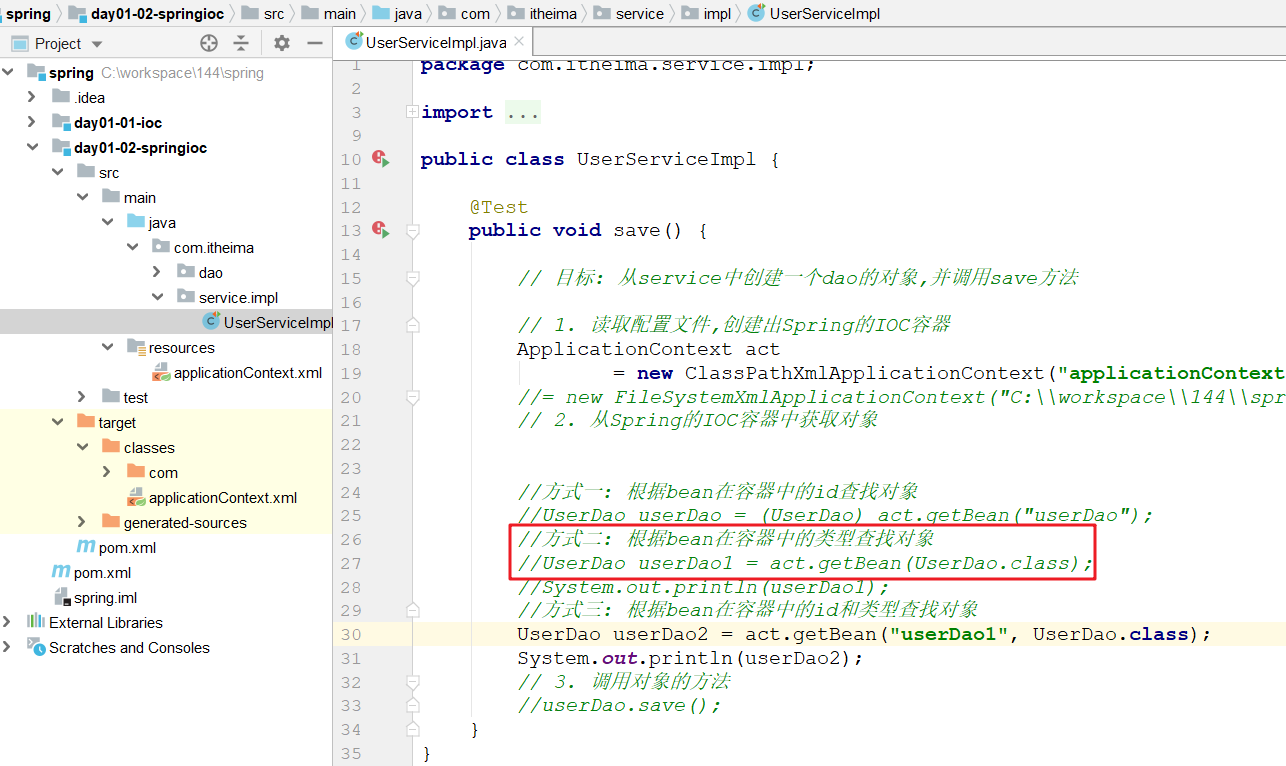 spring day01-02-springioc src main java com itheima service impl UserServiceImpl
Project
UserServiceImpl.java
spring C:\workspace\144\spring
.idea
day01-01-ioc
day01-02-springioc
src
main
java
com.itheima
dao
service.impl
UserServiceImpl
resources
applicationContext.xml
test
target
classes
com
applicationContext.xml
generated-sources
pom.xml
pom.xml
spring.iml
External Libraries
Scratches and Consoles
1 package com.itheima.service.impl;
2
3 import ...
9
10 public class UserServiceImpl {
11
12 @Test
13 public void save() {
14
15 // 目标: 从service中创建一个dao的对象,并调用save方法
16
17 // 1. 读取配置文件,创建出Spring的IOC容器
18 ApplicationContext act
19 = new ClassPathXmlApplicationContext("applicationContext
20 //= new FileSystemXmlApplicationContext("C:\\workspace\\144\\spr
21 // 2. 从Spring的IOC容器中获取对象
22
23
24 //方式一: 根据bean在容器中的id查找对象
25 //UserDao userDao = (UserDao) act.getBean("userDao");
26 //方式二: 根据bean在容器中的类型查找对象
27 //UserDao userDao1 = act.getBean(UserDao.class);
28 //System.out.println(userDao1);
29 //方式三: 根据bean在容器中的id和类型查找对象
30 UserDao userDao2 = act.getBean("userDao1", UserDao.class);
31 System.out.println(userDao2);
32 // 3. 调用对象的方法
33 //userDao.save();
34 }
35 }